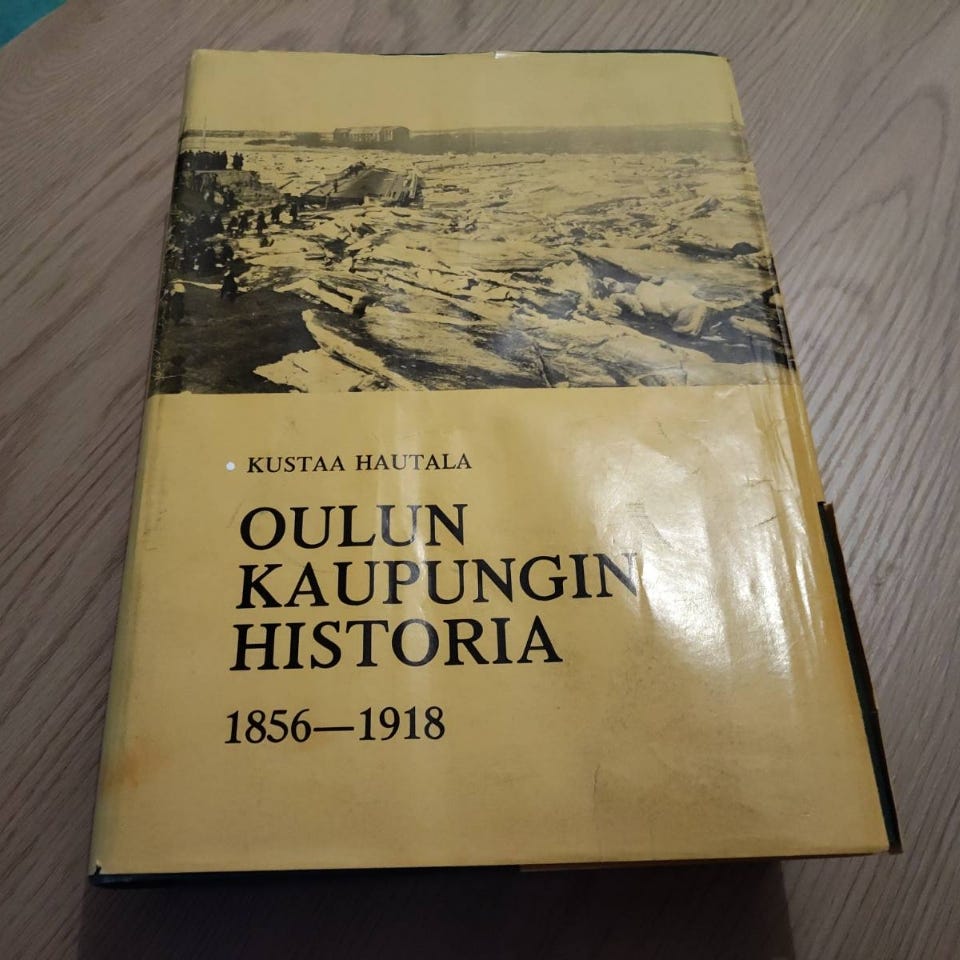 KUSTAA HAUTALA
OULUN
KAUPUNGIN
HISTORIA
1856—1918